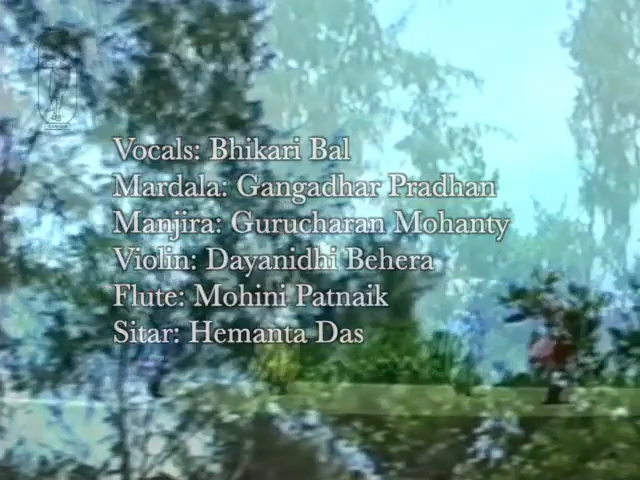 Vocals: Bhikari Bal
Mardala: Gangadhar Pradhan
Manjira: Gurucharan Mohanty
Violin: Dayanidhi Behera
Flute: Mohini Patnaik
Sitar: Hemanta Das